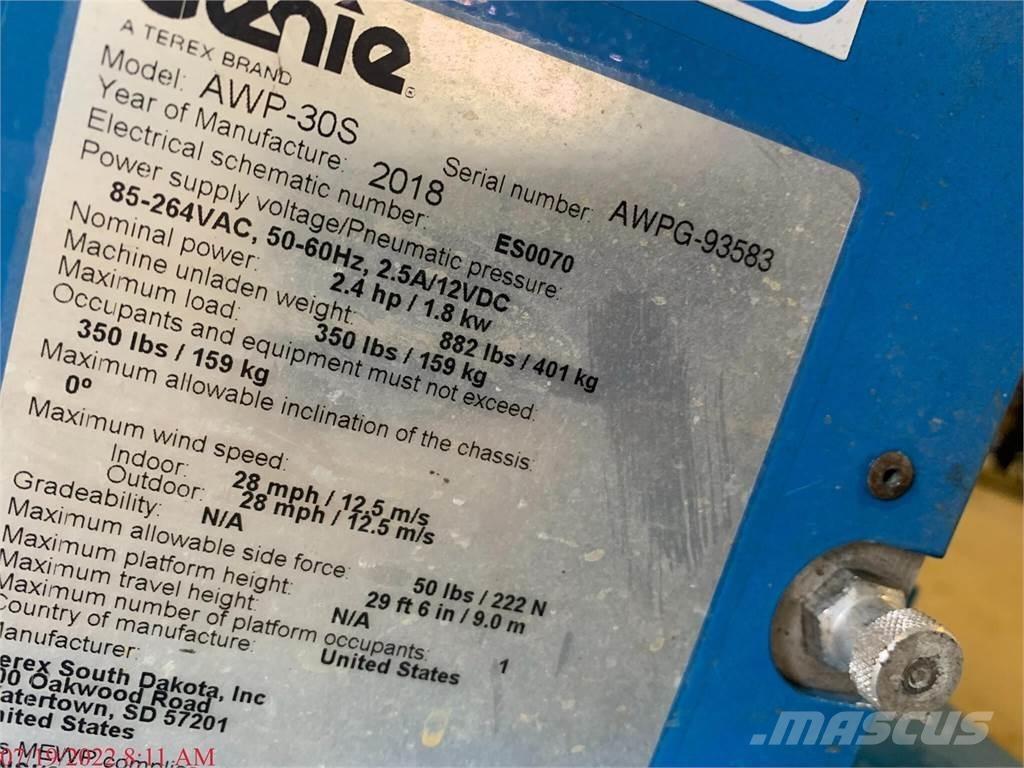 Genie®
A TEREX BRAND
Model: AWP-30S
Serial number: AWPG-93583
Year of Manufacture: 2018
Electrical schematic number: ES0070
Power supply voltage/Pneumatic pressure:
85-264VAC, 50-60Hz, 2.5A/12VDC
Nominal power: 2.4 hp / 1.8 kw
Machine unladen weight: 882 lbs / 401 kg
Maximum load: 350 lbs / 159 kg
Occupants and equipment must not exceed:
350 lbs / 159 kg
Maximum allowable inclination of the chassis:
0º
Maximum wind speed:
Indoor: 28 mph / 12.5 m/s
Outdoor: 28 mph / 12.5 m/s
Gradeability: N/A
Maximum allowable side force: 50 lbs / 222 N
Maximum platform height: 29 ft 6 in / 9.0 m
Maximum travel height: N/A
Maximum number of platform occupants: 1
Country of manufacture: United States
Manufacturer:
Terex South Dakota, Inc
00 Oakwood Road
Watertown, SD 57201
United States
MEWP
07/19/2022 8:11 AM
MASCUS